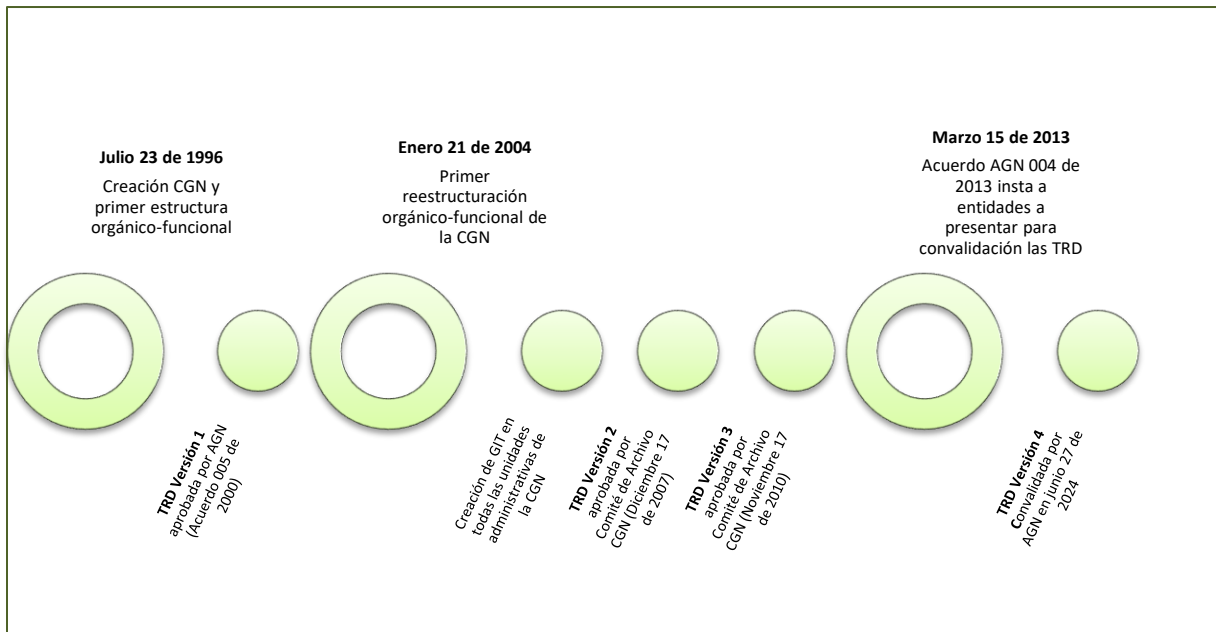 Julio 23 de 1996
Creación CGN y
primer estructura
orgánico-funcional
TRD Versión 1
aprobada por AGN
(Acuerdo 005 de
2000)
Enero 21 de 2004
Primer
reestructuración
orgánico-funcional de
la CGN
Creación de GIT en
todas las unidades
administrativas de
la CGN
TRD Versión 2
aprobada por
Comité de Archivo
CGN (Diciembre 17
de 2007)
TRD Versión 3
aprobada por
Comité de Archivo
CGN (Noviembre 17
de 2010)
Marzo 15 de 2013
Acuerdo AGN 004 de
2013 insta a
entidades a
presentar para
convalidación las TRD
TRD Versión 4
Convalidada por
AGN en junio 27 de
2024